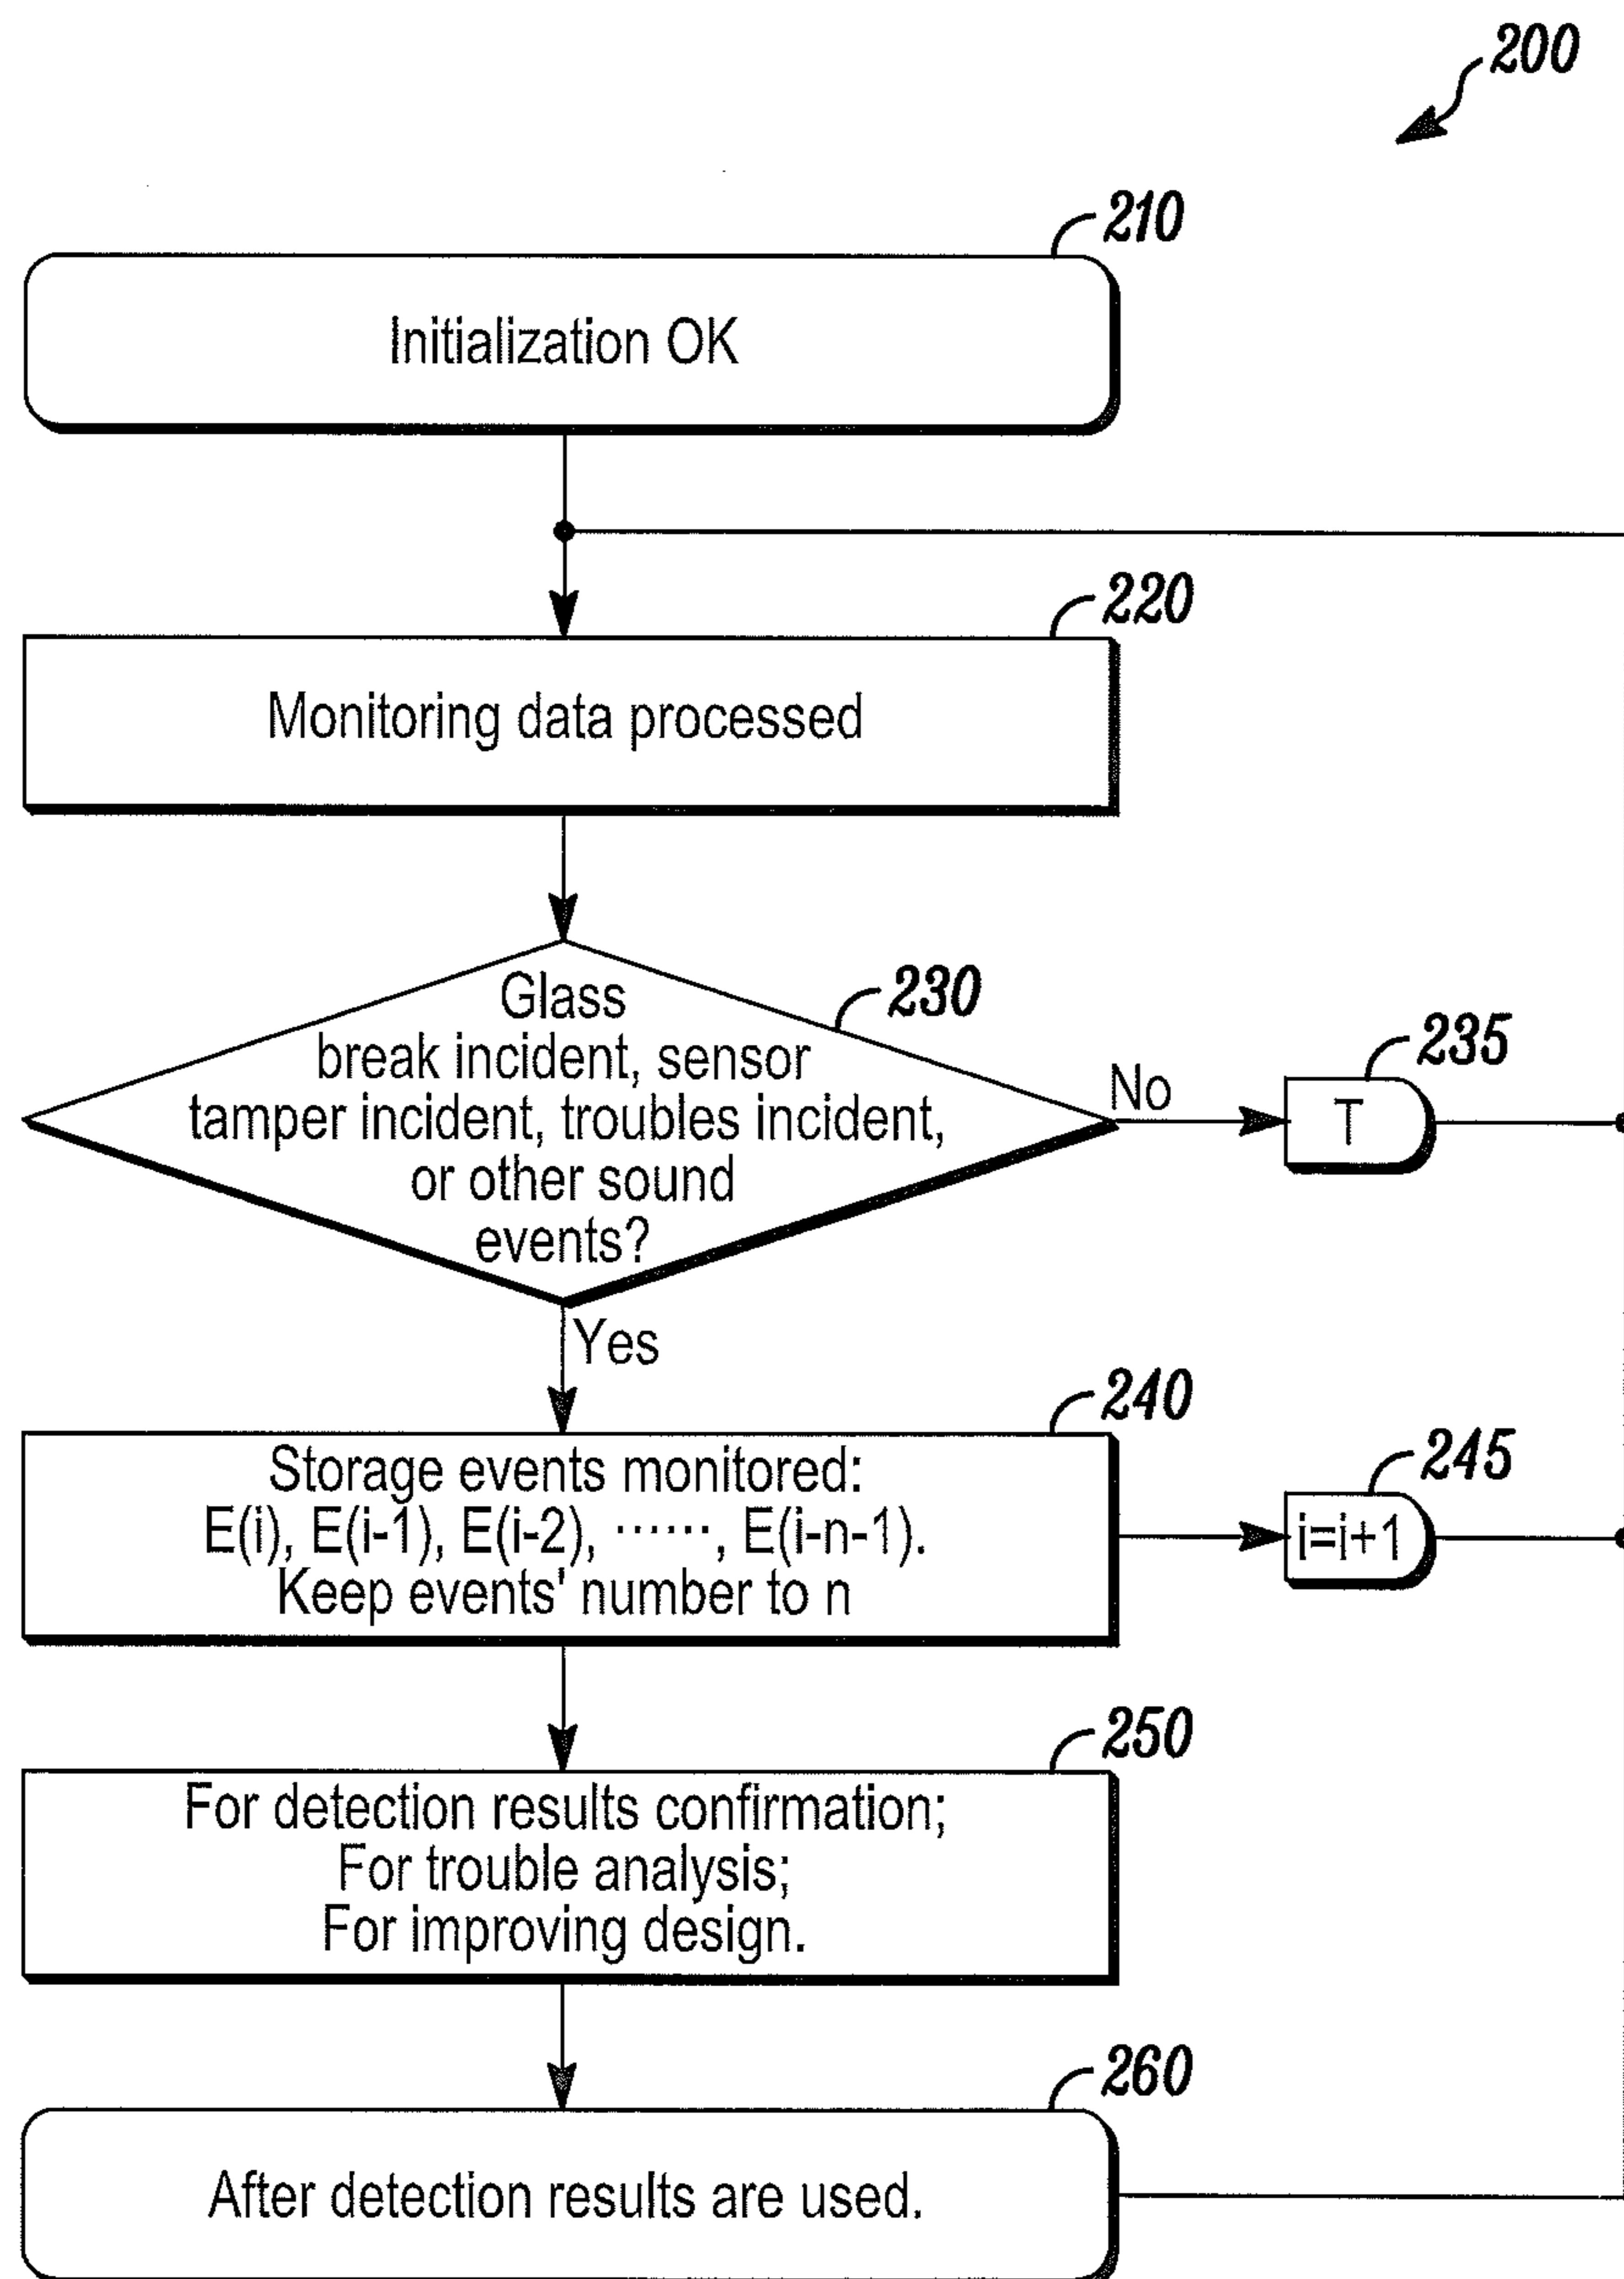 200
210
Initialization OK
220
Monitoring data processed
230
Glass
break incident, sensor
tamper incident, troubles incident,
or other sound
events?
No
235
T
Yes
240
Storage events monitored:
E(i), E(i-1), E(i-2), ······, E(i-n-1).
Keep events' number to n
245
i=i+1
250
For detection results confirmation;
For trouble analysis;
For improving design.
260
After detection results are used.